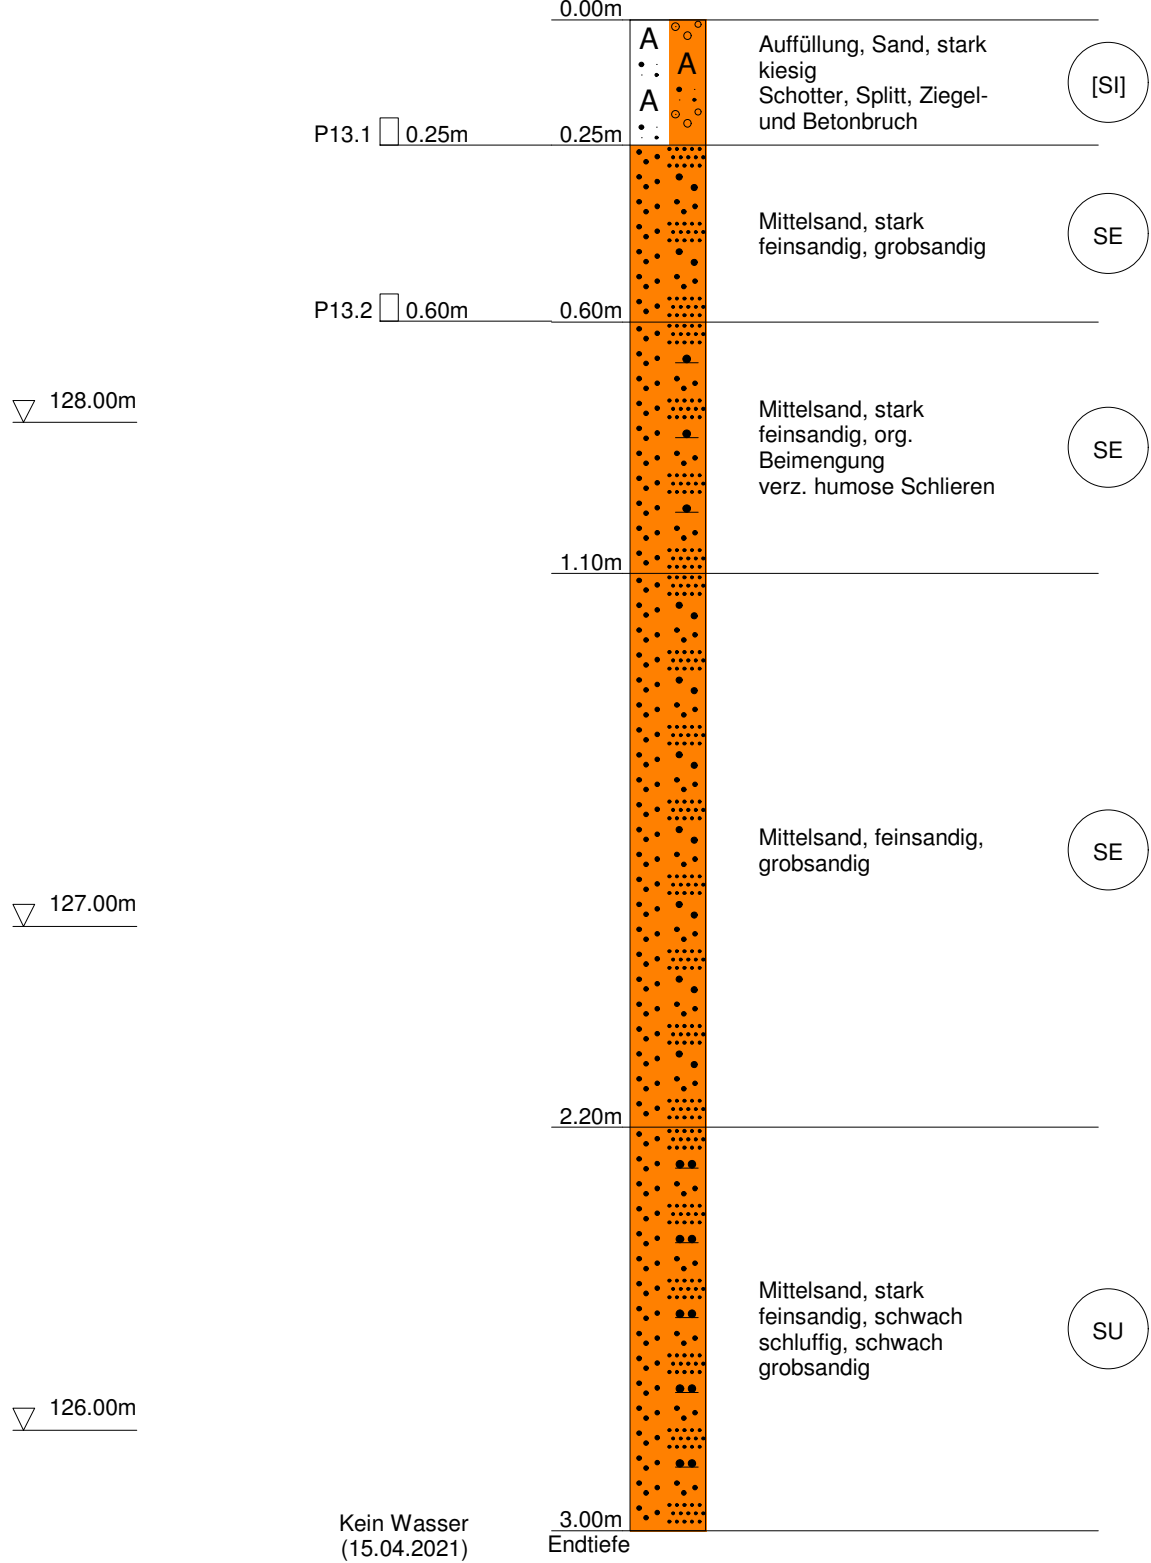 0.00m
A
A
A
Auffüllung, Sand, stark
kiesig
Schotter, Splitt, Ziegel-
und Betonbruch
[SI]
P13.1 0.25m
0.25m
Mittelsand, stark
feinsandig, grobsandig
SE
P13.2 0.60m
0.60m
128.00m
Mittelsand, stark
feinsandig, org.
Beimengung
verz. humose Schlieren
SE
1.10m
Mittelsand, feinsandig,
grobsandig
SE
127.00m
2.20m
Mittelsand, stark
feinsandig, schwach
schluffig, schwach
grobsandig
SU
126.00m
Kein Wasser
(15.04.2021)
3.00m
Endtiefe